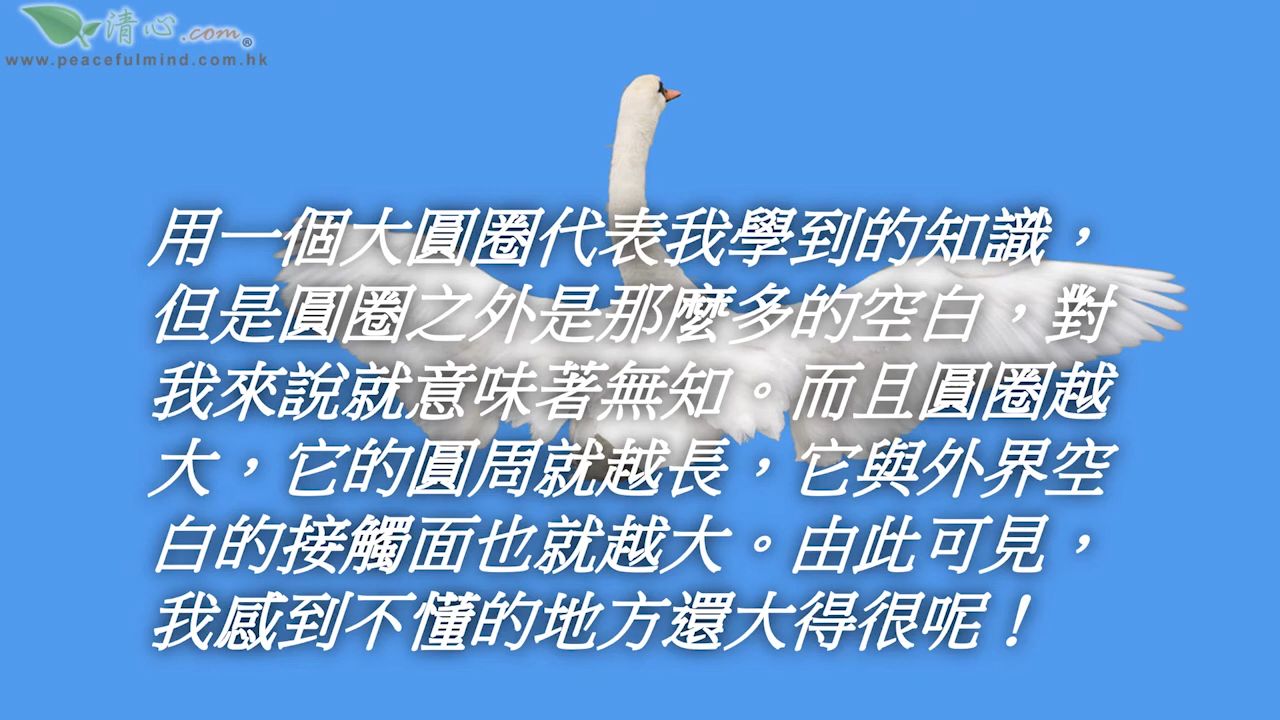 清心.com®
www.peacefulmind.com.hk
用一個大圓圈代表我學到的知識，
但是圓圈之外是那麼多的空白，對
我來說就意味著無知。而且圓圈越
大，它的圓周就越長，它與外界空
白的接觸面也就越大。由此可見，
我感到不懂的地方還大得很呢！